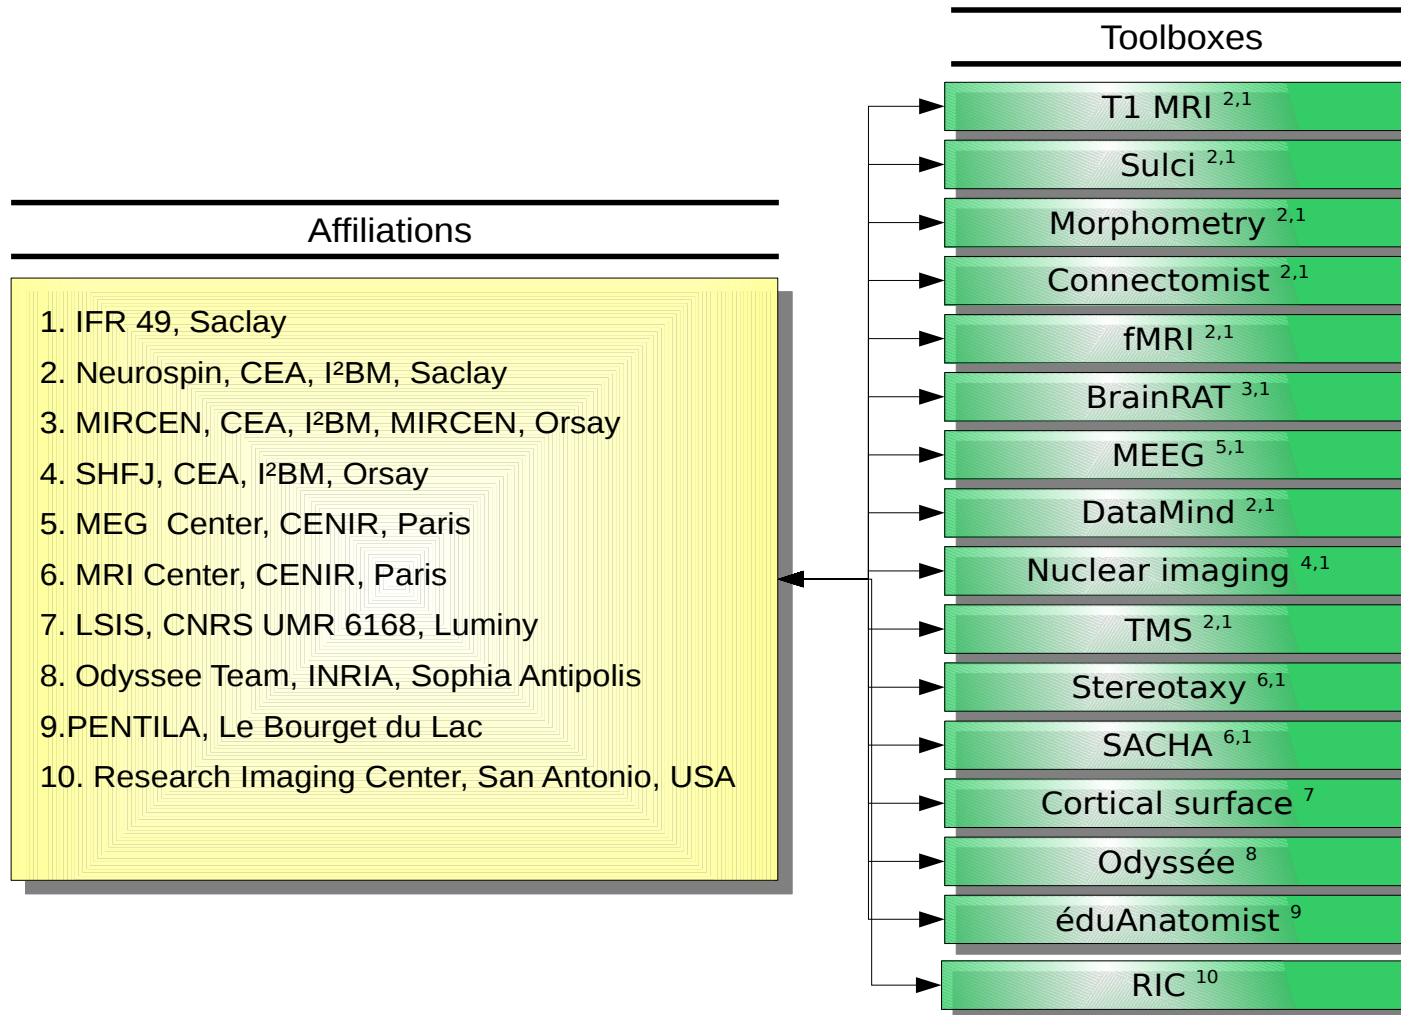 Toolboxes
T1 MRI 2,1
Sulci 2,1
Morphometry 2,1
Connectomist 2,1
fMRI 2,1
BrainRAT 3,1
MEEG 5,1
DataMind 2,1
Nuclear imaging 4,1
TMS 2,1
Stereotaxy 6,1
SACHA 6,1
Cortical surface 7
Odyssée 8
éduAnatomist 9
RIC 10
Affiliations
1. IFR 49, Saclay
2. Neurospin, CEA, I²BM, Saclay
3. MIRCEN, CEA, I²BM, MIRCEN, Orsay
4. SHFJ, CEA, I²BM, Orsay
5. MEG  Center, CENIR, Paris
6. MRI Center, CENIR, Paris
7. LSIS, CNRS UMR 6168, Luminy
8. Odyssee Team, INRIA, Sophia Antipolis
9.PENTILA, Le Bourget du Lac
10. Research Imaging Center, San Antonio, USA